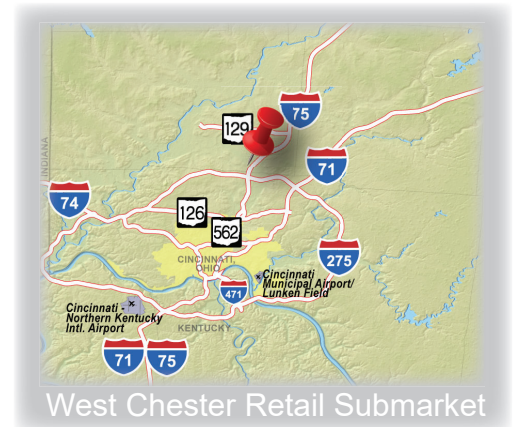 75
129
71
INDIANA
74
126
562
CINCINNATI,
OHIO
275
Cincinnati
Municipal Airport/
Lunken Field
471
Cincinnati -
Northern Kentucky
Intl. Airport
KENTUCKY
71
75
West Chester Retail Submarket